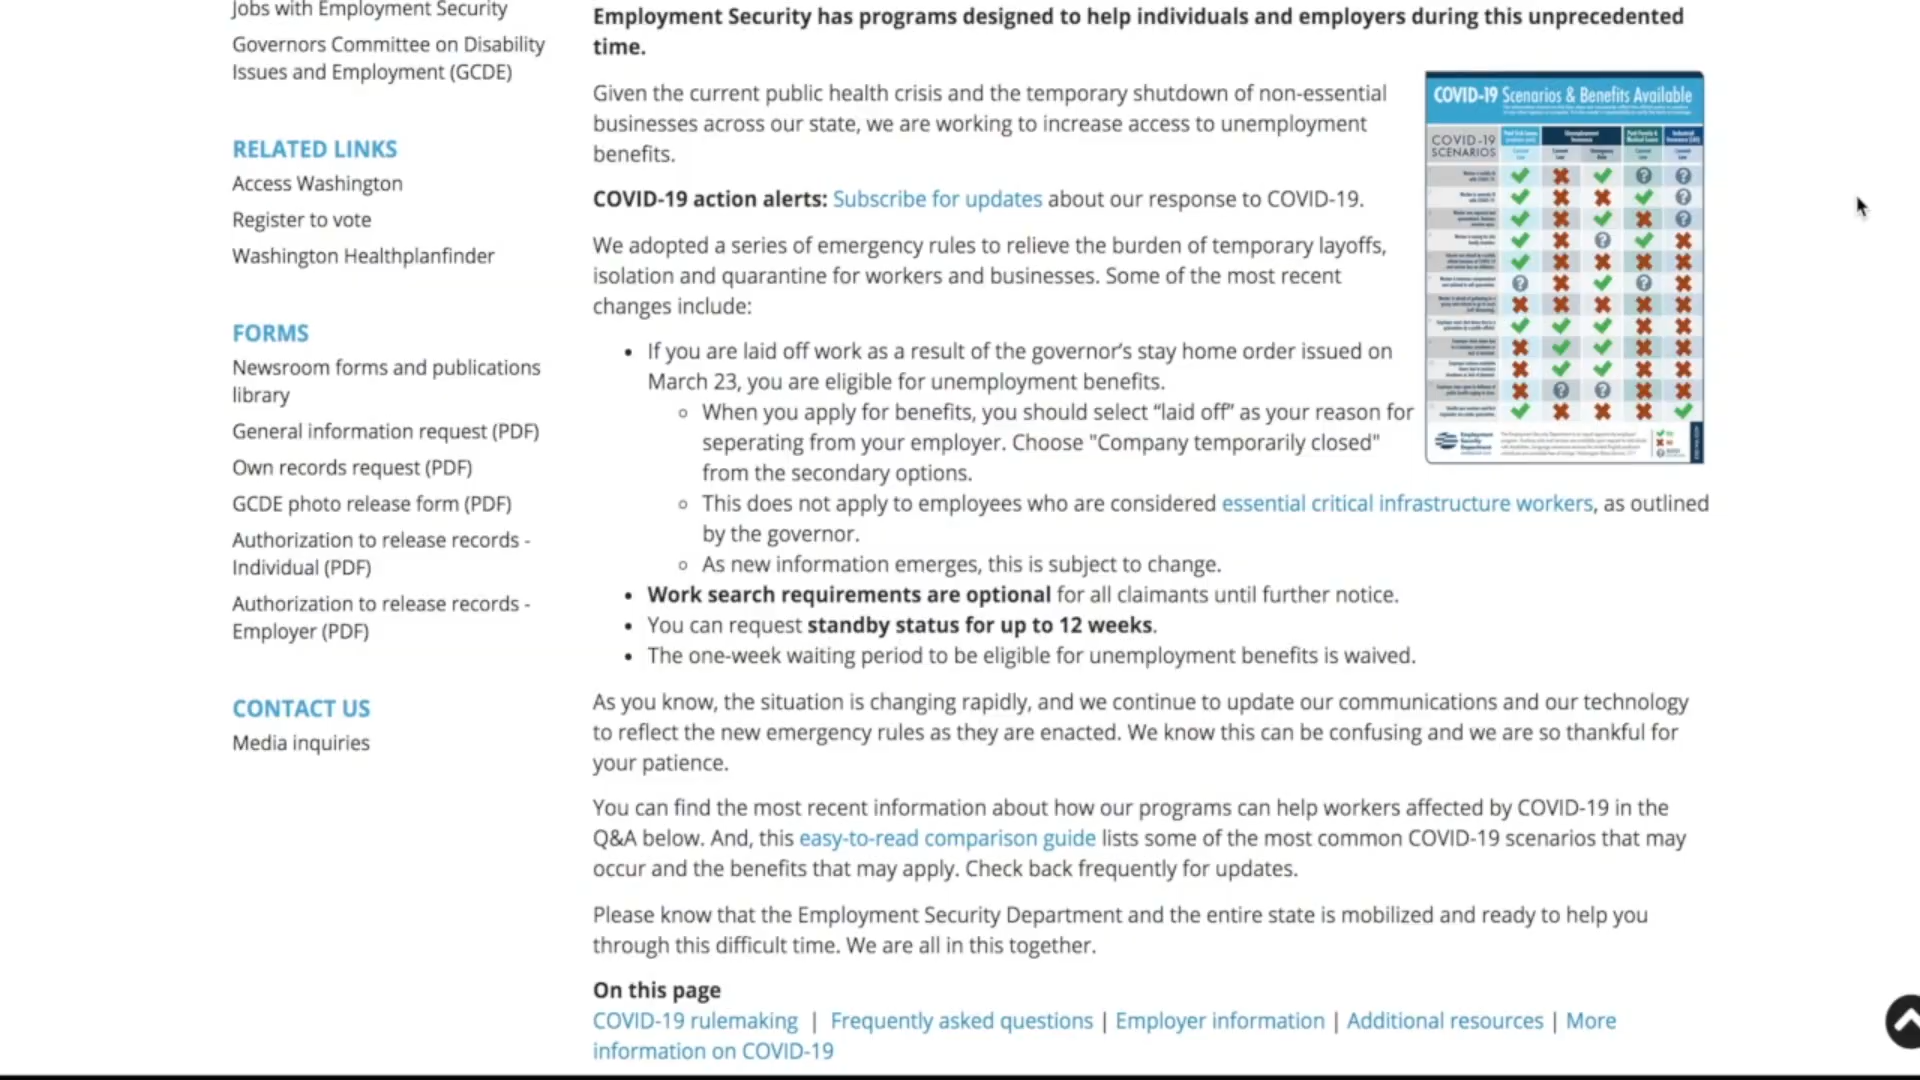 Jobs with Employment Security
Governors Committee on Disability
Issues and Employment (GCDE)
RELATED LINKS
Access Washington
Register to vote
Washington Healthplanfinder
FORMS
Newsroom forms and publications
library
General information request (PDF)
Own records request (PDF)
GCDE photo release form (PDF)
Authorization to release records -
Individual (PDF)
Authorization to release records -
Employer (PDF)
CONTACT US
Media inquiries
Employment Security has programs designed to help individuals and employers during this unprecedented
time.
Given the current public health crisis and the temporary shutdown of non-essential
businesses across our state, we are working to increase access to unemployment
benefits.
COVID-19 action alerts: Subscribe for updates about our response to COVID-19.
We adopted a series of emergency rules to relieve the burden of temporary layoffs,
isolation and quarantine for workers and businesses. Some of the most recent
changes include:
• If you are laid off work as a result of the governor's stay home order issued on
March 23, you are eligible for unemployment benefits.
◦ When you apply for benefits, you should select “laid off” as your reason for
seperating from your employer. Choose "Company temporarily closed"
from the secondary options.
◦ This does not apply to employees who are considered essential critical infrastructure workers, as outlined
by the governor.
◦ As new information emerges, this is subject to change.
• Work search requirements are optional for all claimants until further notice.
• You can request standby status for up to 12 weeks.
• The one-week waiting period to be eligible for unemployment benefits is waived.
As you know, the situation is changing rapidly, and we continue to update our communications and our technology
to reflect the new emergency rules as they are enacted. We know this can be confusing and we are so thankful for
your patience.
You can find the most recent information about how our programs can help workers affected by COVID-19 in the
Q&A below. And, this easy-to-read comparison guide lists some of the most common COVID-19 scenarios that may
occur and the benefits that may apply. Check back frequently for updates.
Please know that the Employment Security Department and the entire state is mobilized and ready to help you
through this difficult time. We are all in this together.
On this page
COVID-19 rulemaking | Frequently asked questions | Employer information | Additional resources | More
information on COVID-19
COVID-19 Scenarios & Benefits Available
COVID-19
SCENARIOS
Employment
Security
Department